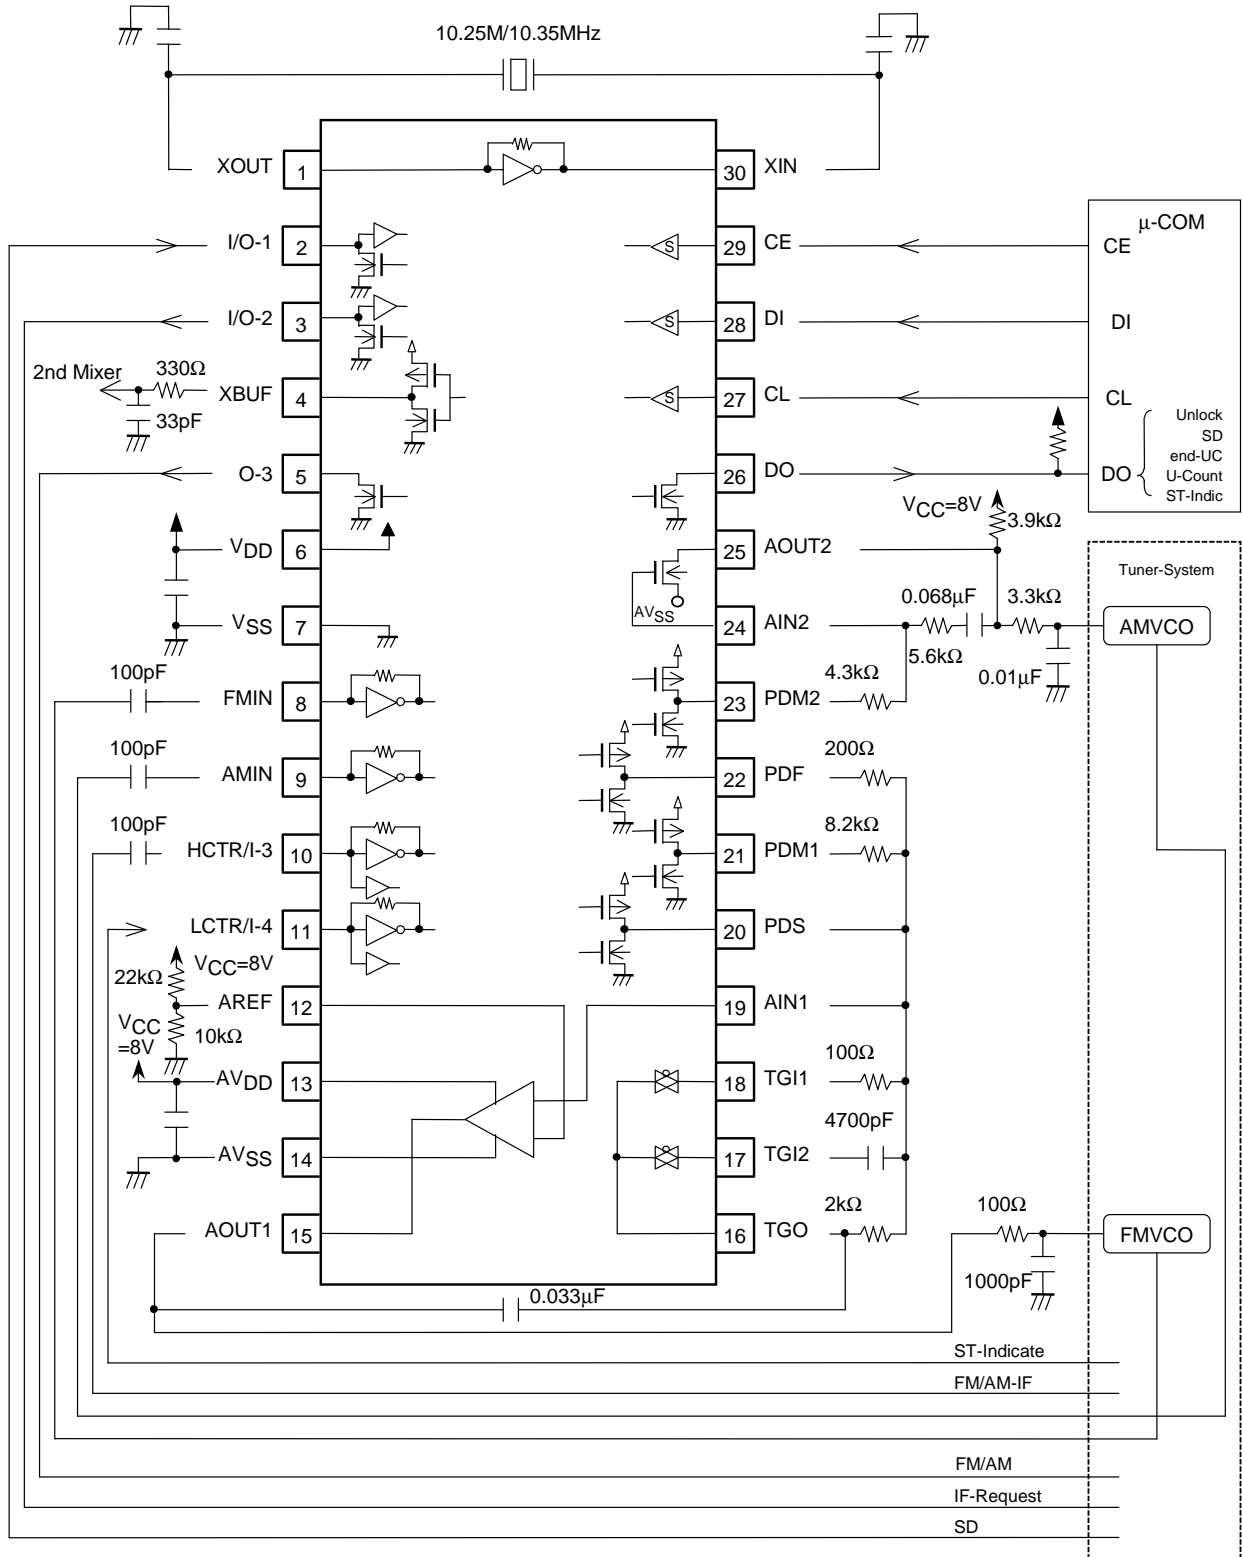 10.25M/10.35MHz
XOUT 1
30 XIN
μ-COM
I/O-1 2
S 29 CE
CE
I/O-2 3
S 28 DI
DI
2nd Mixer
330Ω
XBUF 4
33pF
S 27 CL
CL
Unlock
SD
end-UC
U-Count
ST-Indic
O-3 5
26 DO
DO
VCC=8V
3.9kΩ
VDD 6
25 AOUT2
Tuner-System
AVSS
0.068μF
3.3kΩ
VSS 7
24 AIN2
AMVCO
5.6kΩ
0.01μF
100pF
FMIN 8
4.3kΩ
23 PDM2
100pF
AMIN 9
200Ω
22 PDF
100pF
HCTR/I-3 10
8.2kΩ
21 PDM1
LCTR/I-4 11
20 PDS
VCC=8V
22kΩ
AREF 12
19 AIN1
VCC
=8V
10kΩ
100Ω
AVDD 13
18 TGI1
4700pF
AVSS 14
17 TGI2
2kΩ
100Ω
AOUT1 15
16 TGO
FMVCO
1000pF
0.033μF
ST-Indicate
FM/AM-IF
FM/AM
IF-Request
SD